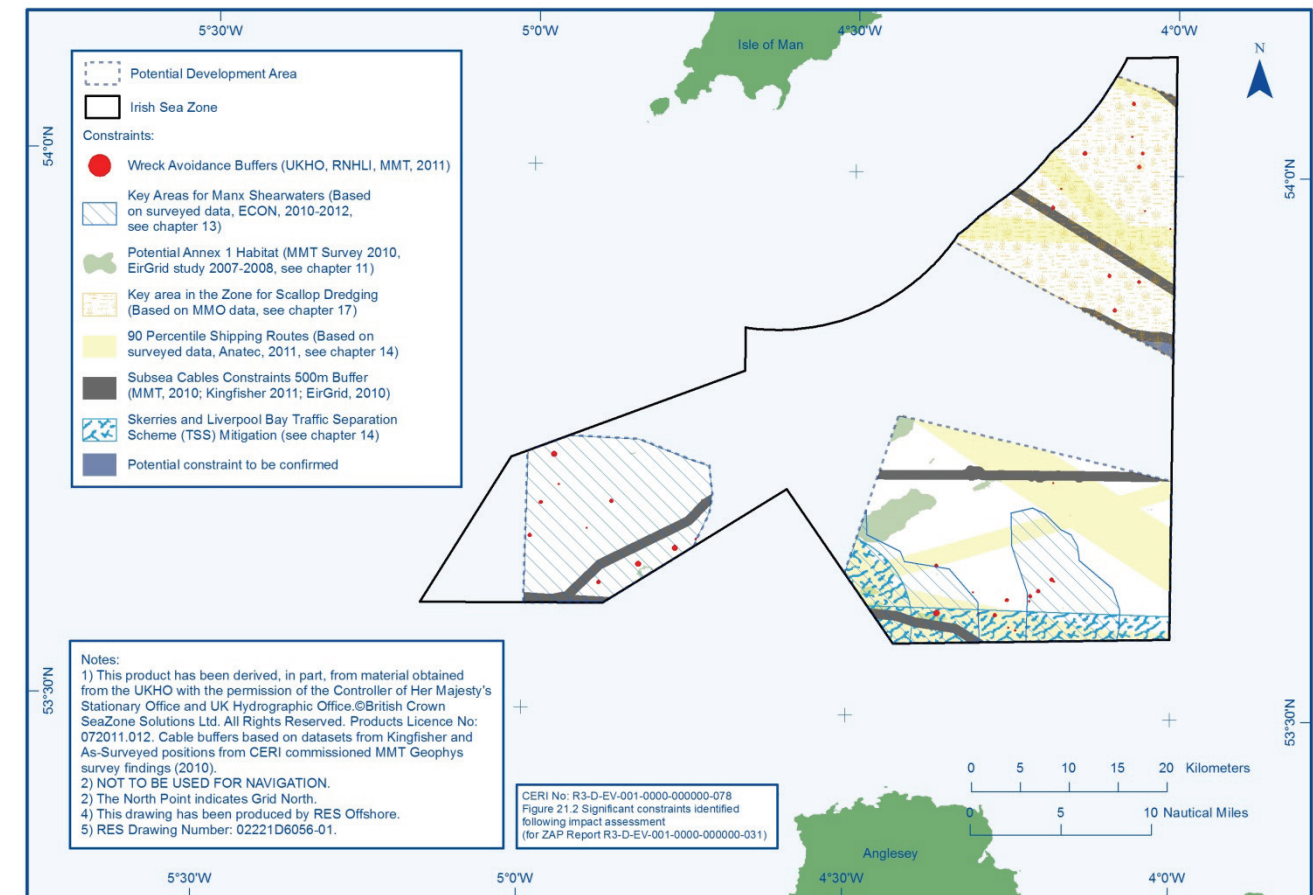 5°30'W
5°0'W
4°30'W
4°0'W
Isle of Man
N
Potential Development Area
Irish Sea Zone
Constraints:
Wreck Avoidance Buffers (UKHO, RNHLI, MMT, 2011)
Key Areas for Manx Shearwaters (Based
on surveyed data, ECON, 2010-2012,
see chapter 13)
Potential Annex 1 Habitat (MMT Survey 2010,
EirGrid study 2007-2008, see chapter 11)
Key area in the Zone for Scallop Dredging
(Based on MMO data, see chapter 17)
90 Percentile Shipping Routes (Based on
surveyed data, Anatec, 2011, see chapter 14)
Subsea Cables Constraints 500m Buffer
(MMT, 2010; Kingfisher 2011; EirGrid, 2010)
Skerries and Liverpool Bay Traffic Separation
Scheme (TSS) Mitigation (see chapter 14)
Potential constraint to be confirmed
54°0'N
54°0'N
53°30'N
53°30'N
Notes:
1) This product has been derived, in part, from material obtained
from the UKHO with the permission of the Controller of Her Majesty's
Stationary Office and UK Hydrographic Office.©British Crown
SeaZone Solutions Ltd. All Rights Reserved. Products Licence No:
072011.012. Cable buffers based on datasets from Kingfisher and
As-Surveyed positions from CERI commissioned MMT Geophys
survey findings (2010).
2) NOT TO BE USED FOR NAVIGATION.
2) The North Point indicates Grid North.
4) This drawing has been produced by RES Offshore.
5) RES Drawing Number: 02221D6056-01.
CERI No: R3-D-EV-001-0000-000000-078
Figure 21.2 Significant constraints identified
following impact assessment
(for ZAP Report R3-D-EV-001-0000-000000-031)
0 5 10 15 20 Kilometers
0 5 10 Nautical Miles
Anglesey
5°30'W
5°0'W
4°30'W
4°0'W